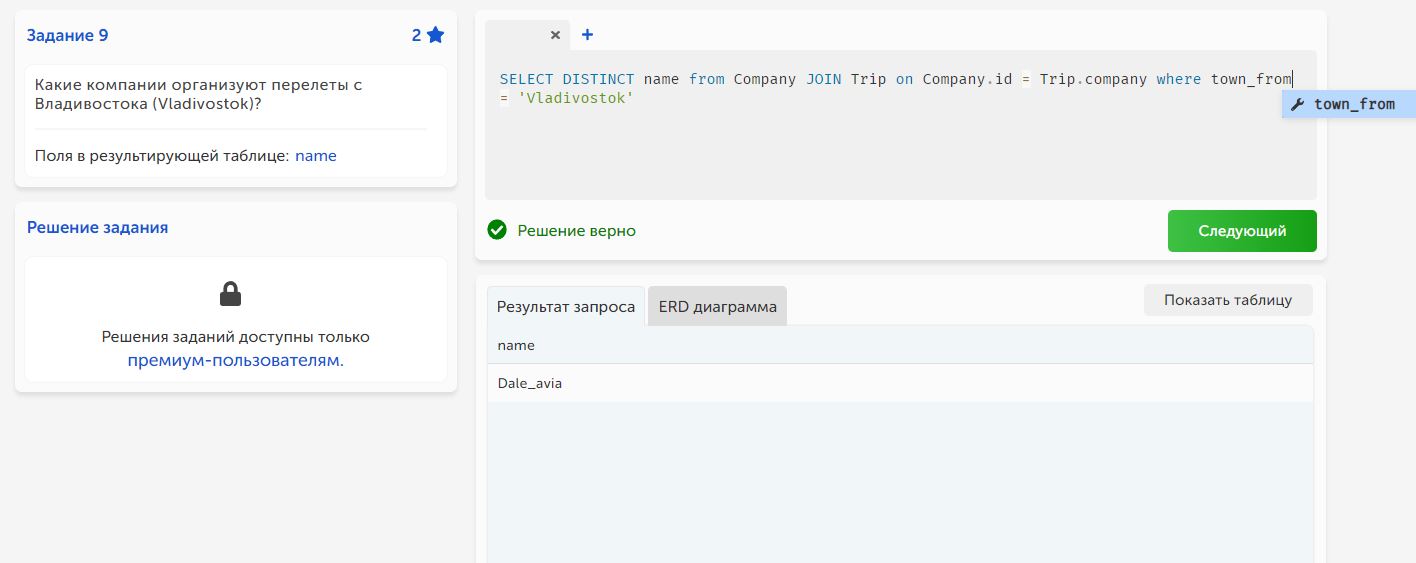 Задание 9
2
Какие компании организуют перелеты с
Владивостока (Vladivostok)?
Поля в результирующей таблице: name
Решение задания
Решения заданий доступны только
премиум-пользователям.
SELECT DISTINCT name from Company JOIN Trip on Company.id = Trip.company where town_from
= 'Vladivostok'
town_from
Решение верно
Следующий
Результат запроса
ERD диаграмма
Показать таблицу
name
Dale_avia